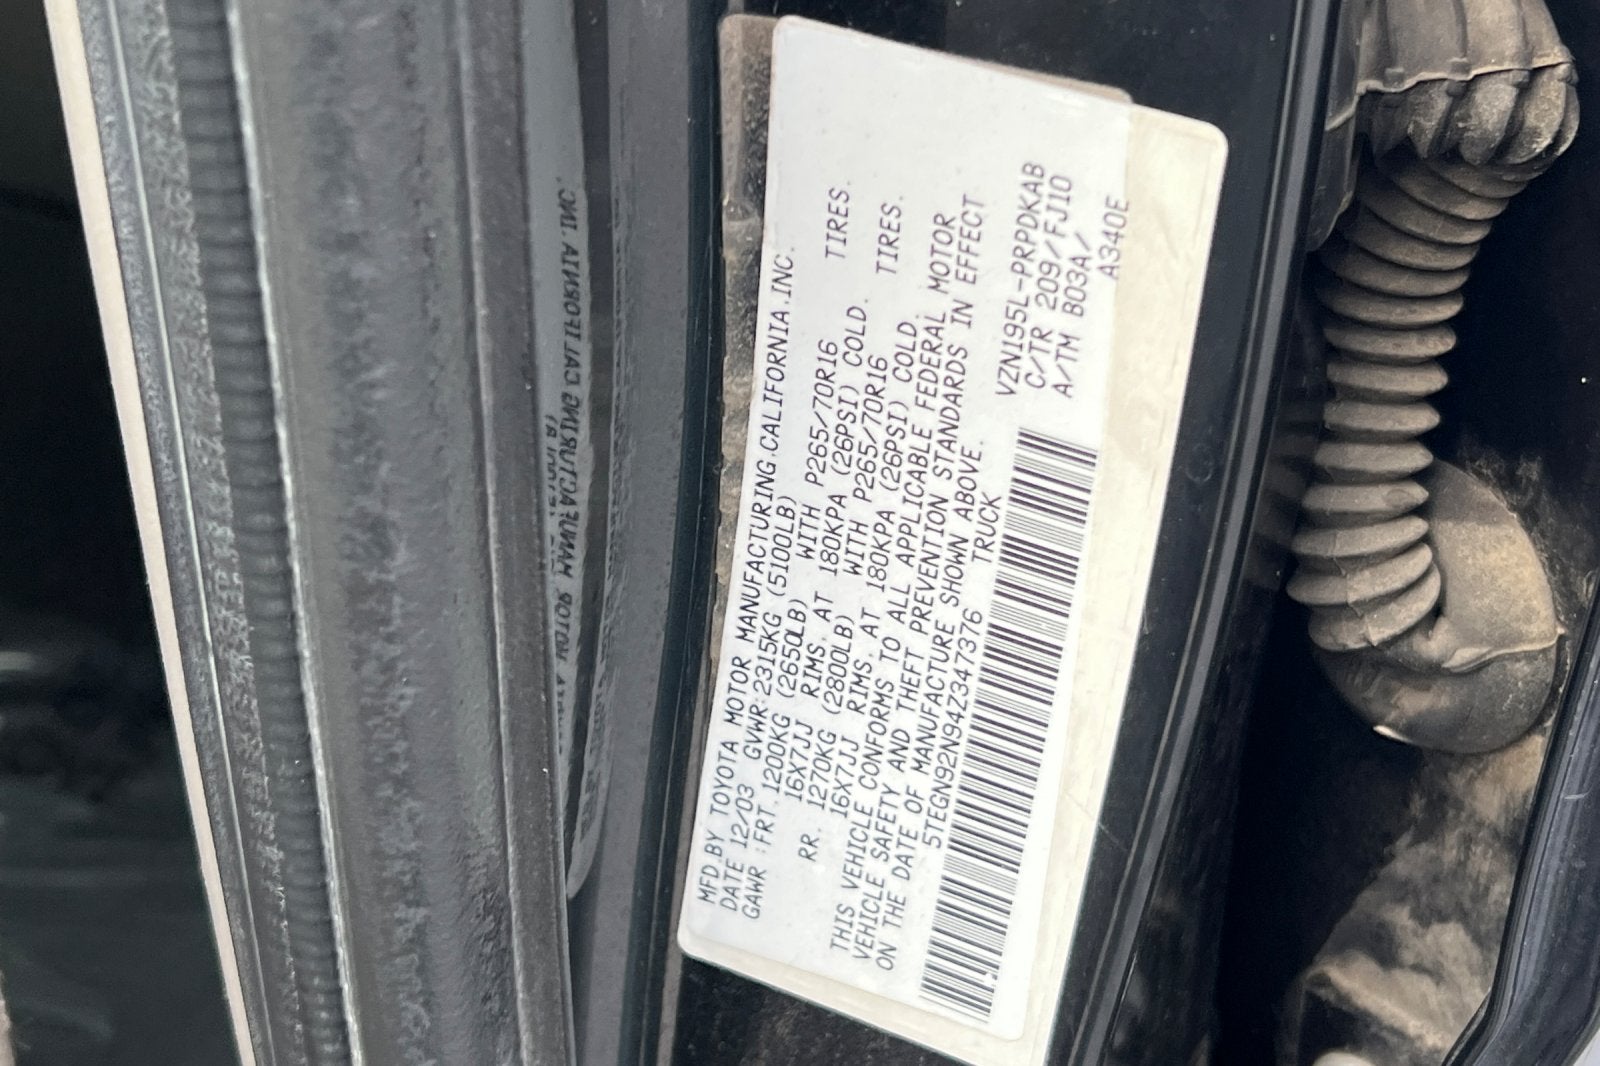 MFD.BY TOYOTA MOTOR MANUFACTURING,CALIFORNIA,INC.
DATE 12/03 GVWR:2315KG (5100LB)
GAWR :FRT.1200KG (2650LB) WITH P265/70R16 TIRES.
16X7JJ RIMS, AT 180KPA (26PSI) COLD.
RR. 1270KG (2800LB) WITH P265/70R16 TIRES.
16X7JJ RIMS, AT 180KPA (26PSI) COLD.
THIS VEHICLE CONFORMS TO ALL APPLICABLE FEDERAL MOTOR
VEHICLE SAFETY AND THEFT PREVENTION STANDARDS IN EFFECT
ON THE DATE OF MANUFACTURE SHOWN ABOVE.
5TEGN92N94Z347376 TRUCK
VZN195L-PRPDKAB
C/TR 209/FJ10
A/TM B03A/
A340E